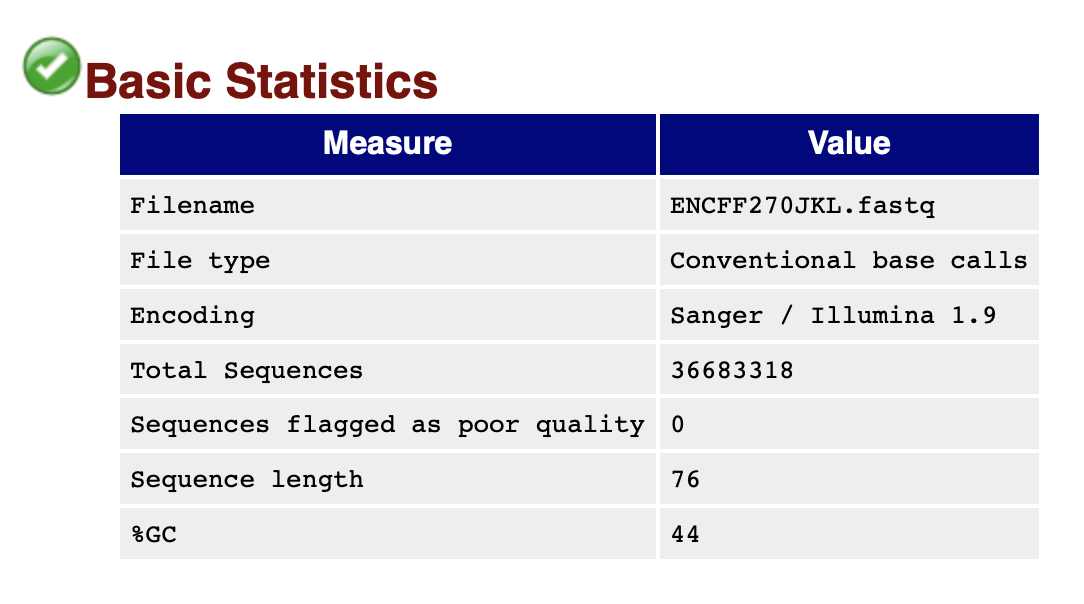 Basic Statistics
Measure Value
Filename ENCFF270JKL.fastq
File type Conventional base calls
Encoding Sanger / Illumina 1.9
Total Sequences 36683318
Sequences flagged as poor quality 0
Sequence length 76
%GC 44